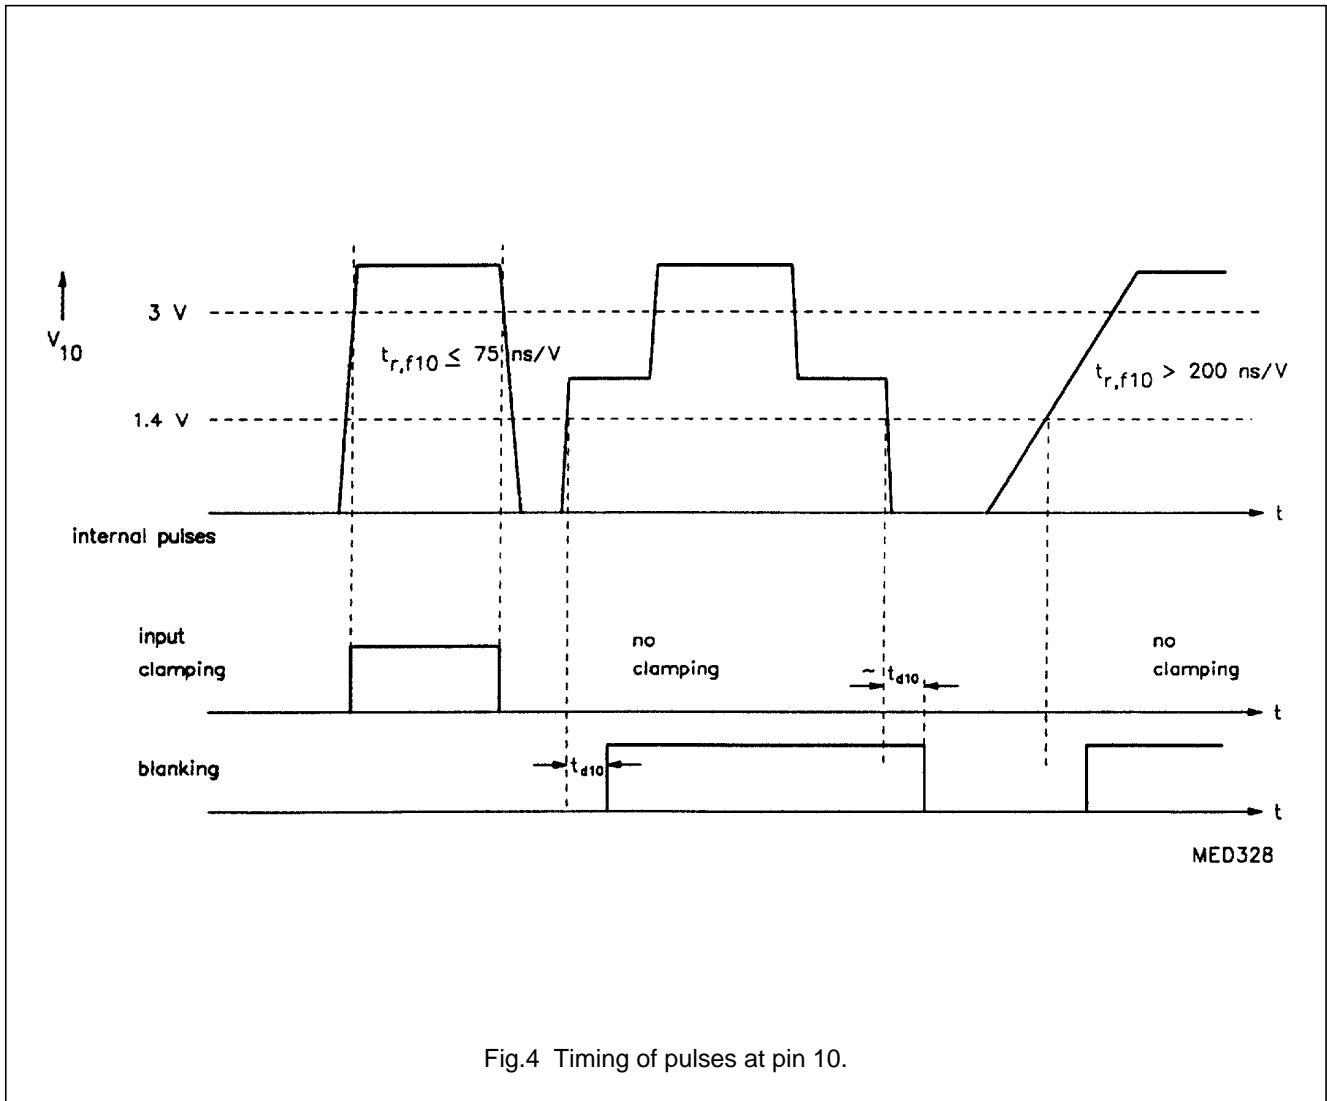 3 V
V10
tr,f10 ≤ 75 ns/V
tr,f10 > 200 ns/V
1.4 V
t
internal pulses
input
clamping
no
clamping
~ td10
no
clamping
t
blanking
td10
t
MED328
Fig.4 Timing of pulses at pin 10.